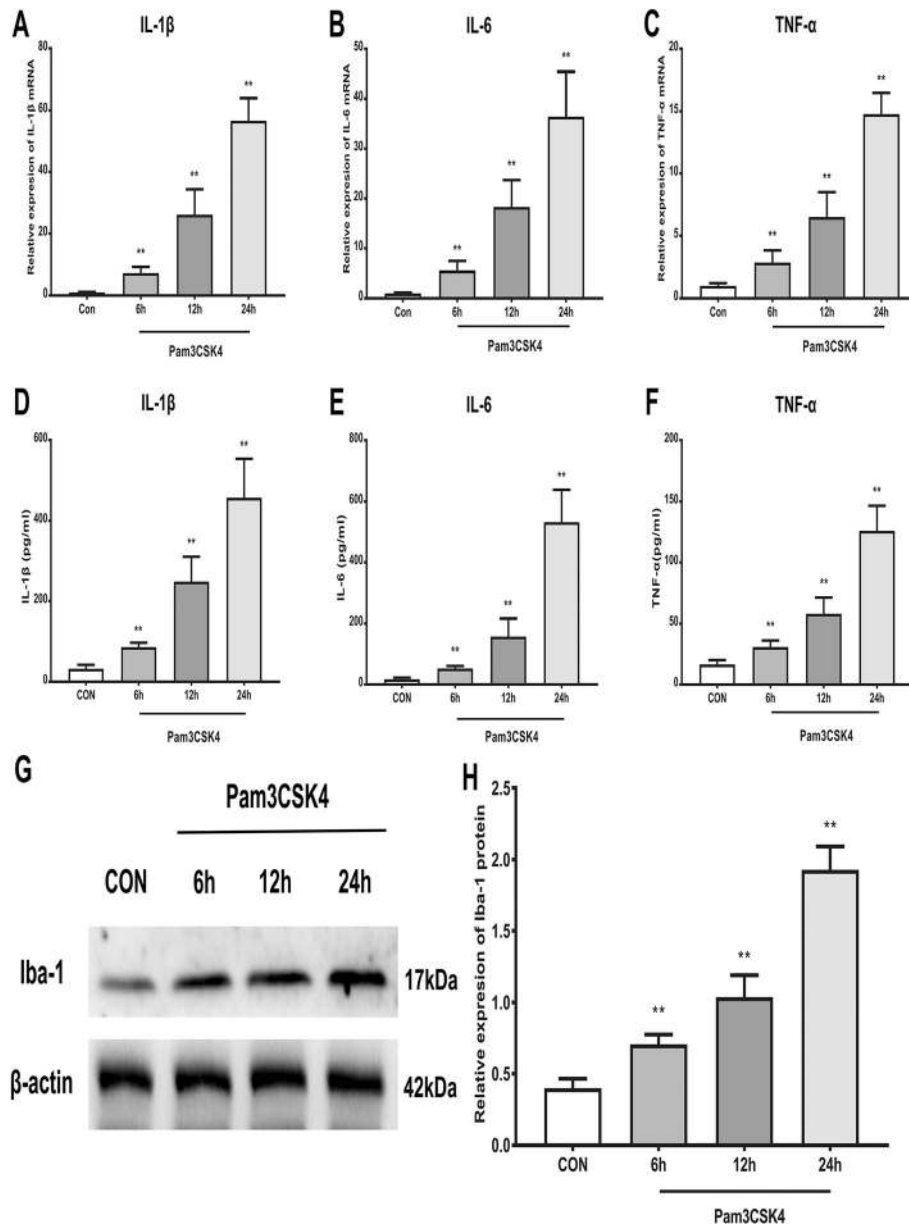 A
IL-1β
Relative expresion of IL-1β mRNA
80
60
40
20
0
**
**
**
Con
6h
12h
24h
Pam3CSK4
B
IL-6
Relative expresion of IL-6 mRNA
50
40
30
20
10
0
**
**
**
Con
6h
12h
24h
Pam3CSK4
C
TNF-α
Relative expresion of TNF-α mRNA
20
15
10
5
0
**
**
**
Con
6h
12h
24h
Pam3CSK4
D
IL-1β
IL-1β (pg/ml)
600
400
200
0
**
**
**
CON
6h
12h
24h
Pam3CSK4
E
IL-6
IL-6 (pg/ml)
800
600
400
200
0
**
**
**
CON
6h
12h
24h
Pam3CSK4
F
TNF-α
TNF-α(pg/ml)
200
150
100
50
0
**
**
**
CON
6h
12h
24h
Pam3CSK4
G
Pam3CSK4
CON 6h 12h 24h
Iba-1 17kDa
β-actin 42kDa
H
Relative expresion of Iba-1 protein
2.5
2.0
1.5
1.0
0.5
0.0
**
**
**
CON
6h
12h
24h
Pam3CSK4